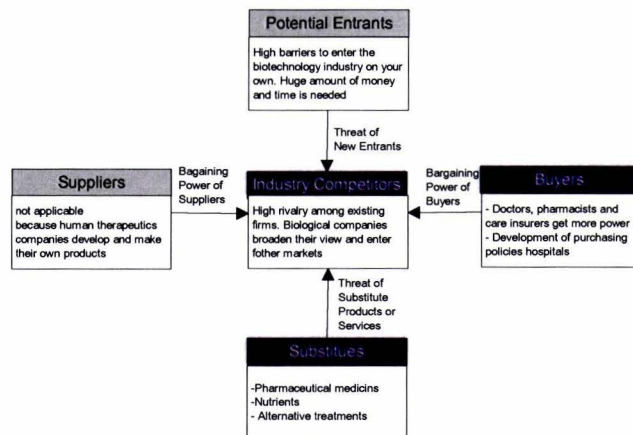 Potential Entrants
High barriers to enter the
biotechnology industry on your
own. Huge amount of money
and time is needed
Threat of
New Entrants
Suppliers
not applicable
because human therapeutics
companies develop and make
their own products
Bagaining
Power of
Suppliers
Industry Competitors
High rivalry among existing
firms. Biological companies
broaden their view and enter
fother markets
Bargaining
Power of
Buyers
Buyers
- Doctors, pharmacists and
care insurers get more power
- Development of purchasing
policies hospitals
Threat of
Substitute
Products or
Services
Substitues
-Pharmaceutical medicins
-Nutrients
- Alternative treatments